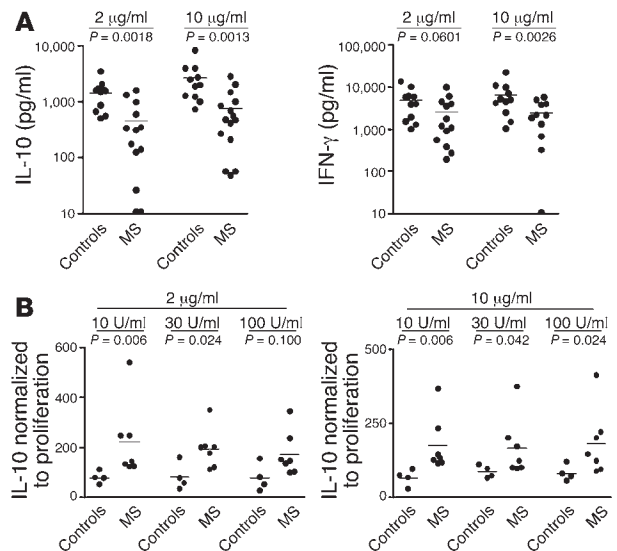 A
2 μg/ml 10 μg/ml
P = 0.0018 P = 0.0013
10,000
1,000
100
10
IL-10 (pg/ml)
Controls MS Controls MS
2 μg/ml 10 μg/ml
P = 0.0601 P = 0.0026
100,000
10,000
1,000
100
10
IFN-γ (pg/ml)
Controls MS Controls MS
B
2 μg/ml
10 U/ml 30 U/ml 100 U/ml
P = 0.006 P = 0.024 P = 0.100
600
400
200
0
IL-10 normalized
to proliferation
Controls MS Controls MS Controls MS
10 μg/ml
10 U/ml 30 U/ml 100 U/ml
P = 0.006 P = 0.042 P = 0.024
500
250
0
IL-10 normalized
to proliferation
Controls MS Controls MS Controls MS